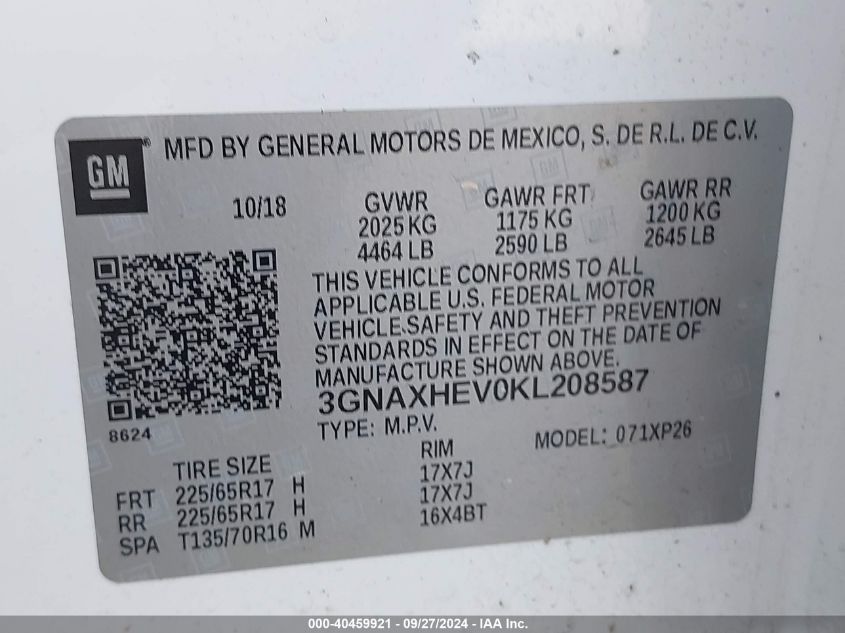 GM ® MFD BY GENERAL MOTORS DE MEXICO, S. DE R.L. DE C.V.
10/18 GVWR GAWR FRT GAWR RR
2025 KG 1175 KG 1200 KG
4464 LB 2590 LB 2645 LB
THIS VEHICLE CONFORMS TO ALL
APPLICABLE U.S. FEDERAL MOTOR
VEHICLE SAFETY AND THEFT PREVENTION
STANDARDS IN EFFECT ON THE DATE OF
MANUFACTURE SHOWN ABOVE.
3GNAXHEV0KL208587
8624
TYPE: M.P.V. MODEL: 071XP26
TIRE SIZE RIM
FRT 225/65R17 H 17X7J
RR 225/65R17 H 17X7J
SPA T135/70R16 M 16X4BT
000-40459921 - 09/27/2024 - IAA Inc.